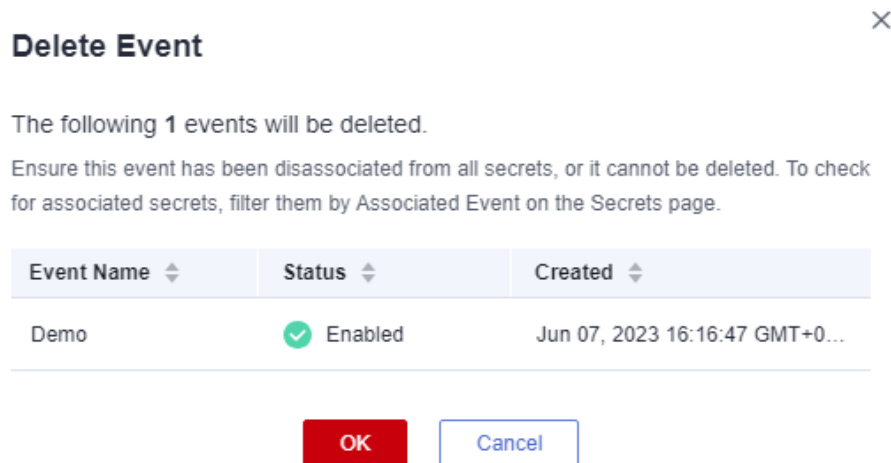 Delete Event
The following 1 events will be deleted.
Ensure this event has been disassociated from all secrets, or it cannot be deleted. To check
for associated secrets, filter them by Associated Event on the Secrets page.
Event Name Status Created
Demo Enabled Jun 07, 2023 16:16:47 GMT+0...
OK Cancel